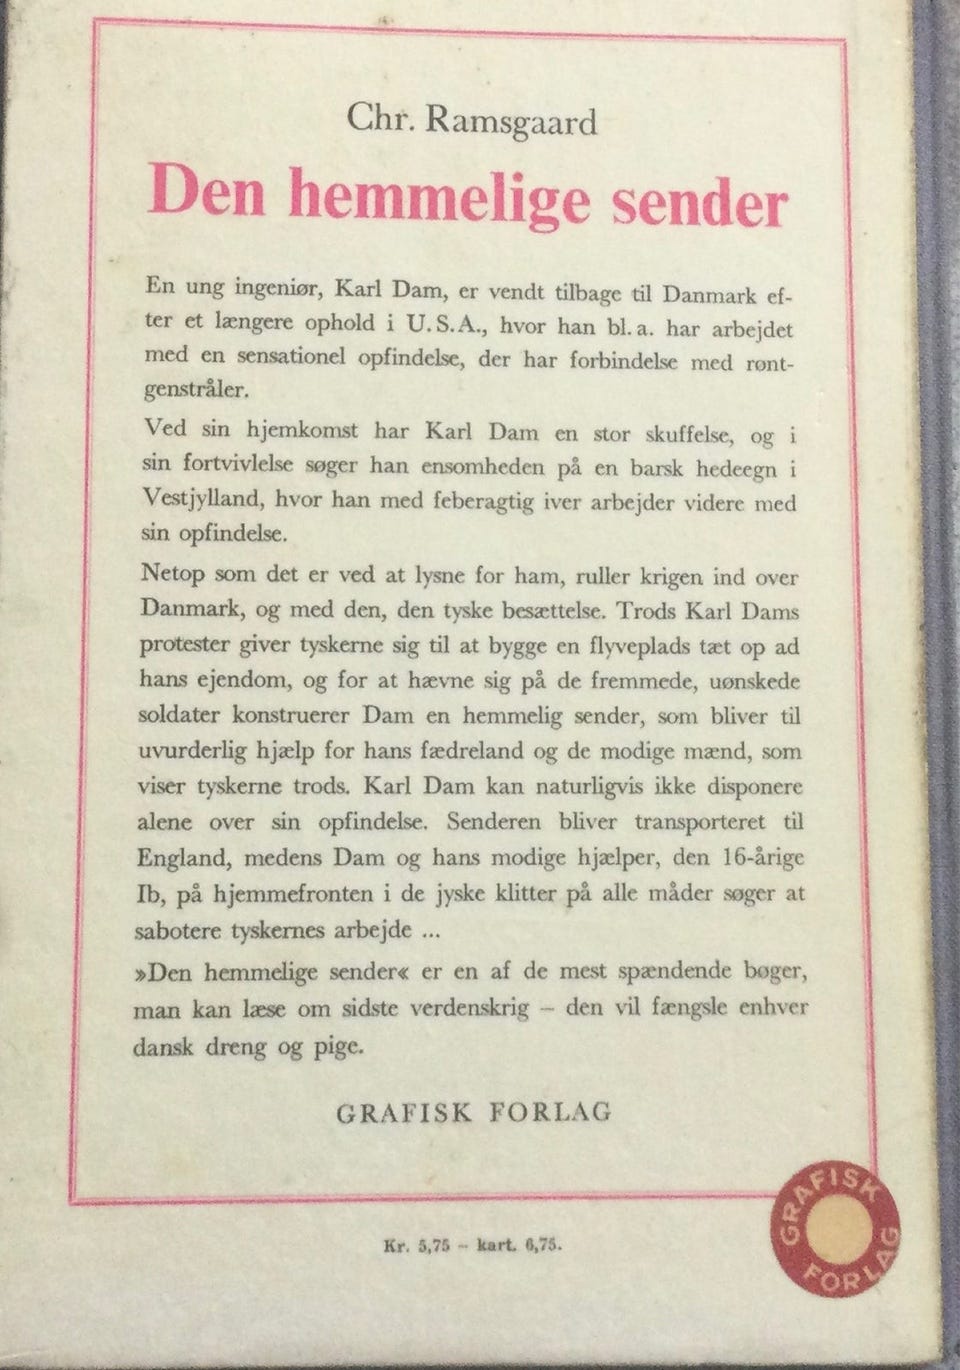 Chr. Ramsgaard
Den hemmelige sender
En ung ingeniør, Karl Dam, er vendt tilbage til Danmark ef-
ter et længere ophold i U.S.A., hvor han bl.a. har arbejdet
med en sensationel opfindelse, der har forbindelse med rønt-
genstråler.
Ved sin hjemkomst har Karl Dam en stor skuffelse, og i
sin fortvivlelse søger han ensomheden på en barsk hedeegn i
Vestjylland, hvor han med feberagtig iver arbejder videre med
sin opfindelse.
Netop som det er ved at lysne for ham, ruller krigen ind over
Danmark, og med den, den tyske besættelse. Trods Karl Dams
protester giver tyskerne sig til at bygge en flyveplads tæt op ad
hans ejendom, og for at hævne sig på de fremmede, uønskede
soldater konstruerer Dam en hemmelig sender, som bliver til
uvurderlig hjælp for hans fædreland og de modige mænd, som
viser tyskerne trods. Karl Dam kan naturligvis ikke disponere
alene over sin opfindelse. Senderen bliver transporteret til
England, medens Dam og hans modige hjælper, den 16-årige
Ib, på hjemmefronten i de jyske klitter på alle måder søger at
sabotere tyskernes arbejde ...
»Den hemmelige sender« er en af de mest spændende bøger,
man kan læse om sidste verdenskrig – den vil fængsle enhver
dansk dreng og pige.
GRAFISK FORLAG
GRAFISK FORLAG
Kr. 5,75 – kart. 6,75.